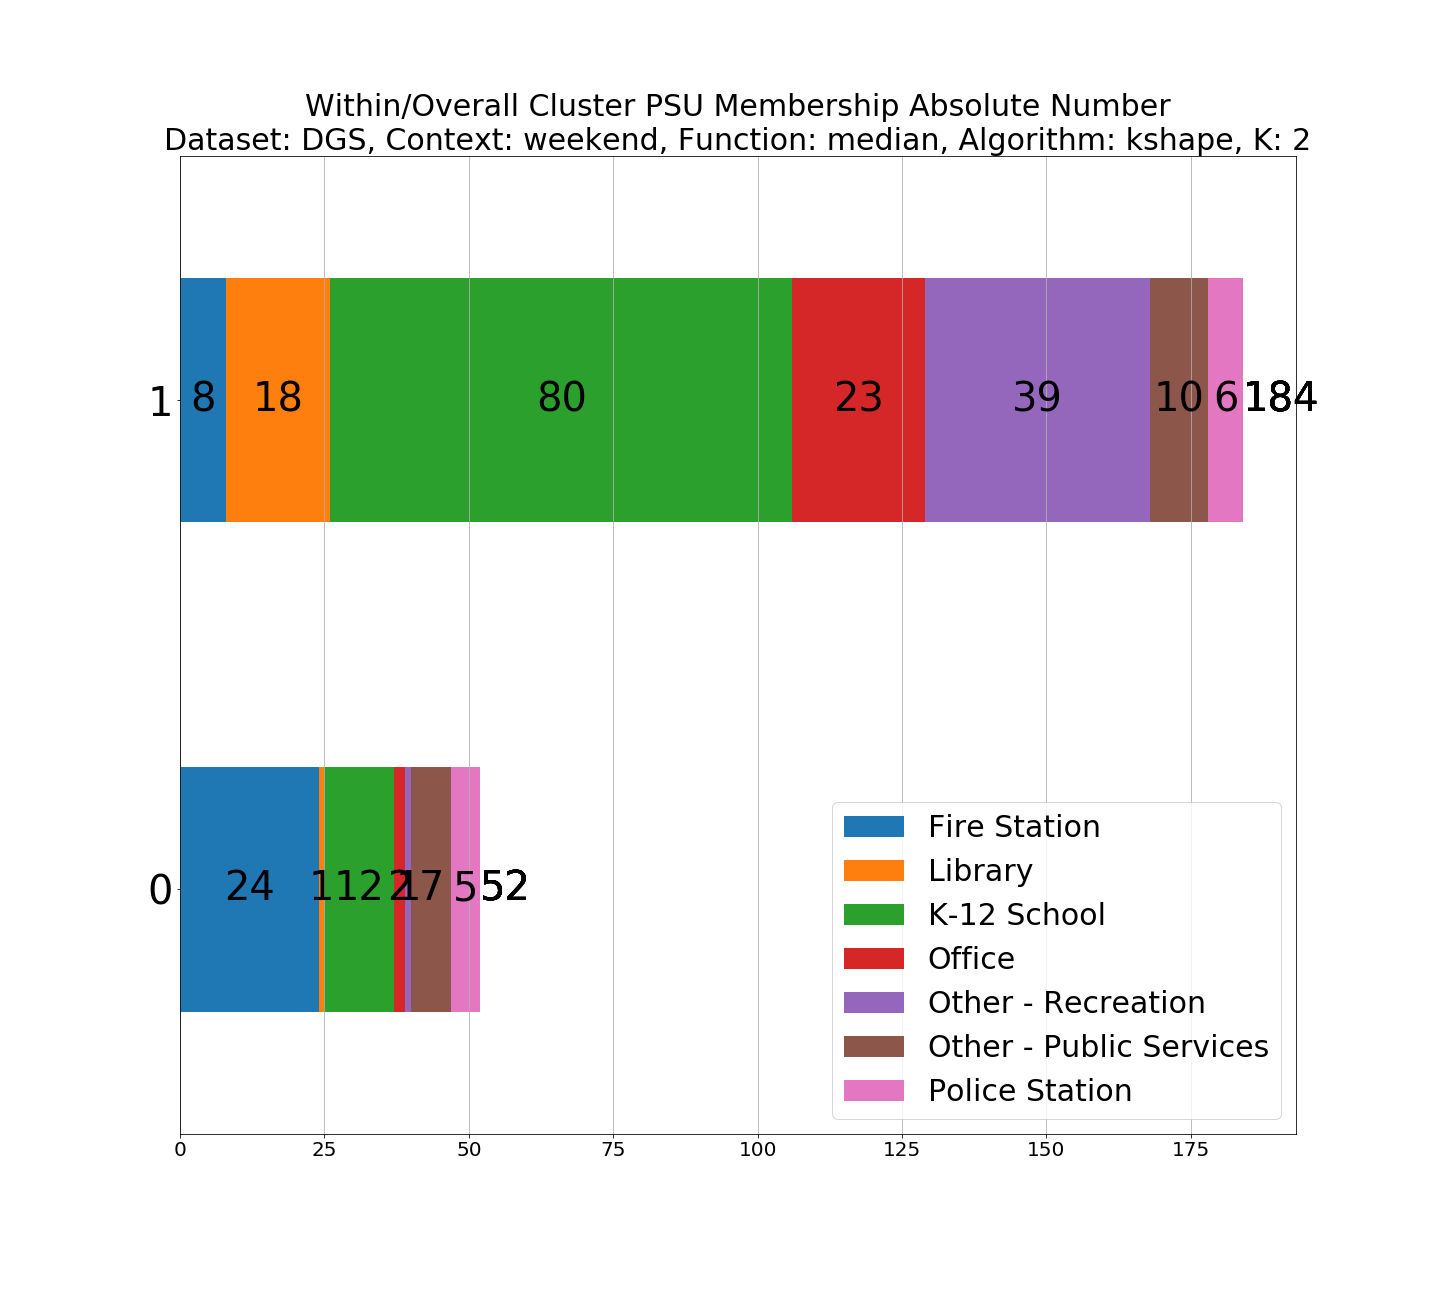 Within/Overall Cluster PSU Membership Absolute Number
Dataset: DGS, Context: weekend, Function: median, Algorithm: kshape, K: 2
1 8 18 80 23 39 10 6 184
0 24 1 12 2 1 7 5 52
Fire Station
Library
K-12 School
Office
Other - Recreation
Other - Public Services
Police Station
0 25 50 75 100 125 150 175